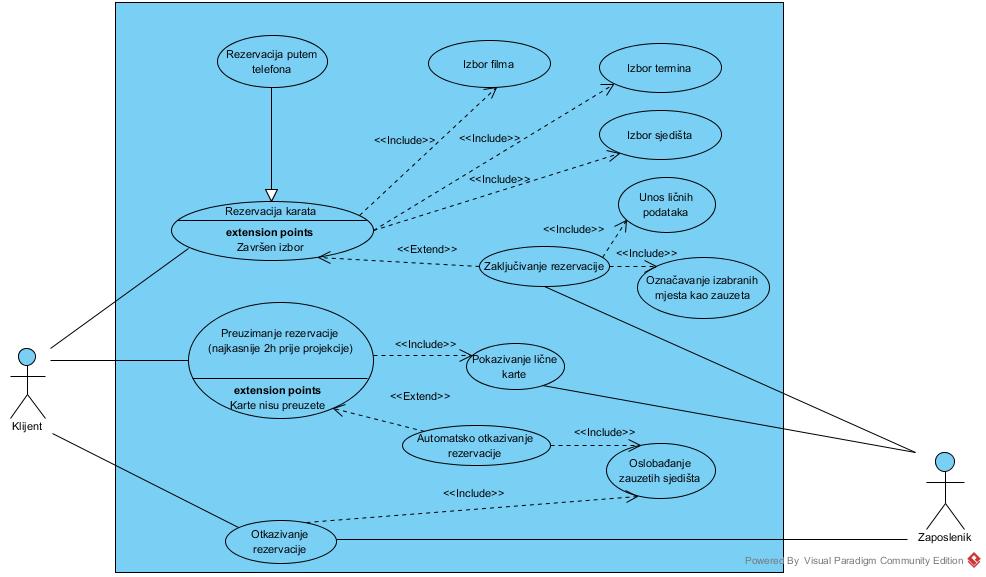 Rezervacija putem
telefona
Izbor filma
Izbor termina
<<Include>>
<<Include>>
Izbor sjedišta
<<Include>>
Rezervacija karata
extension points
Završen izbor
Unos ličnih
podataka
<<Include>>
<<Extend>>
<<Include>>
Zaključivanje rezervacije
Označavanje izabranih
mjesta kao zauzeta
Preuzimanje rezervacije
(najkasnije 2h prije projekcije)
extension points
Karte nisu preuzete
<<Include>>
Pokazivanje lične
karte
<<Extend>>
Klijent
Automatsko otkazivanje
rezervacije
<<Include>>
Oslobađanje
zauzetih sjedišta
<<Include>>
Otkazivanje
rezervacije
Zaposlenik
Powered By Visual Paradigm Community Edition